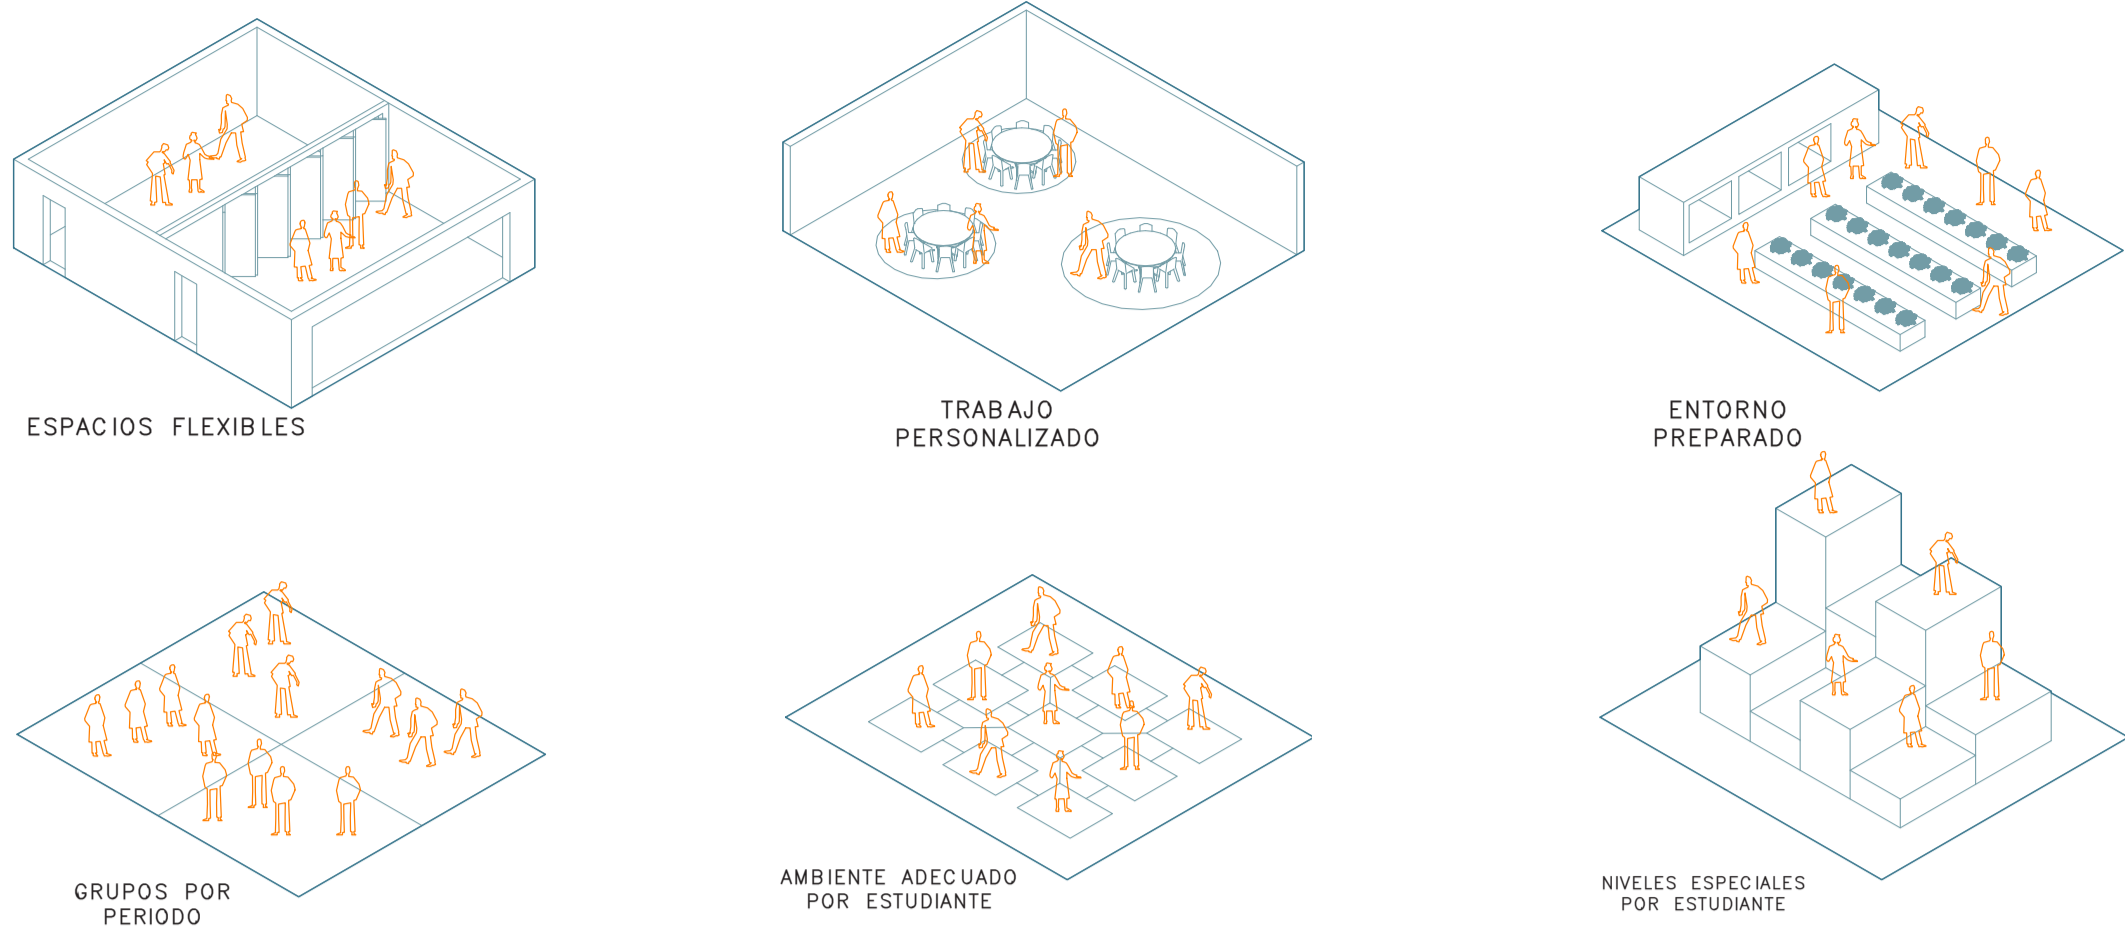 ESPACIOS FLEXIBLES
TRABAJO
PERSONALIZADO
ENTORNO
PREPARADO
GRUPOS POR
PERIODO
AMBIENTE ADECUADO
POR ESTUDIANTE
NIVELES ESPECIALES
POR ESTUDIANTE